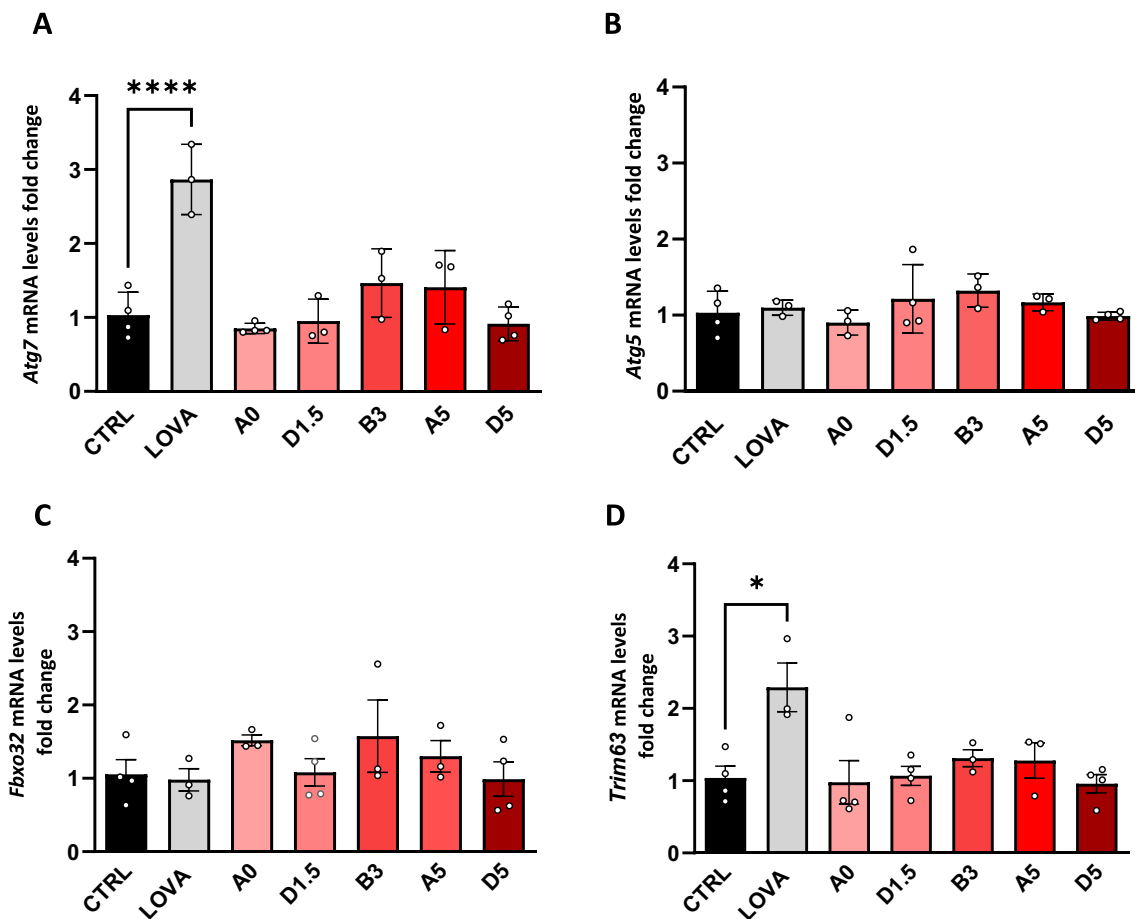 A
Atg7 mRNA levels fold change
****
4
3
2
1
0
CTRL
LOVA
A0
D1.5
B3
A5
D5
B
Atg5 mRNA levels fold change
4
3
2
1
0
CTRL
LOVA
A0
D1.5
B3
A5
D5
C
Fbxo32 mRNA levels
fold change
4
3
2
1
0
CTRL
LOVA
A0
D1.5
B3
A5
D5
D
Trim63 mRNA levels
fold change
*
4
3
2
1
0
CTRL
LOVA
A0
D1.5
B3
A5
D5